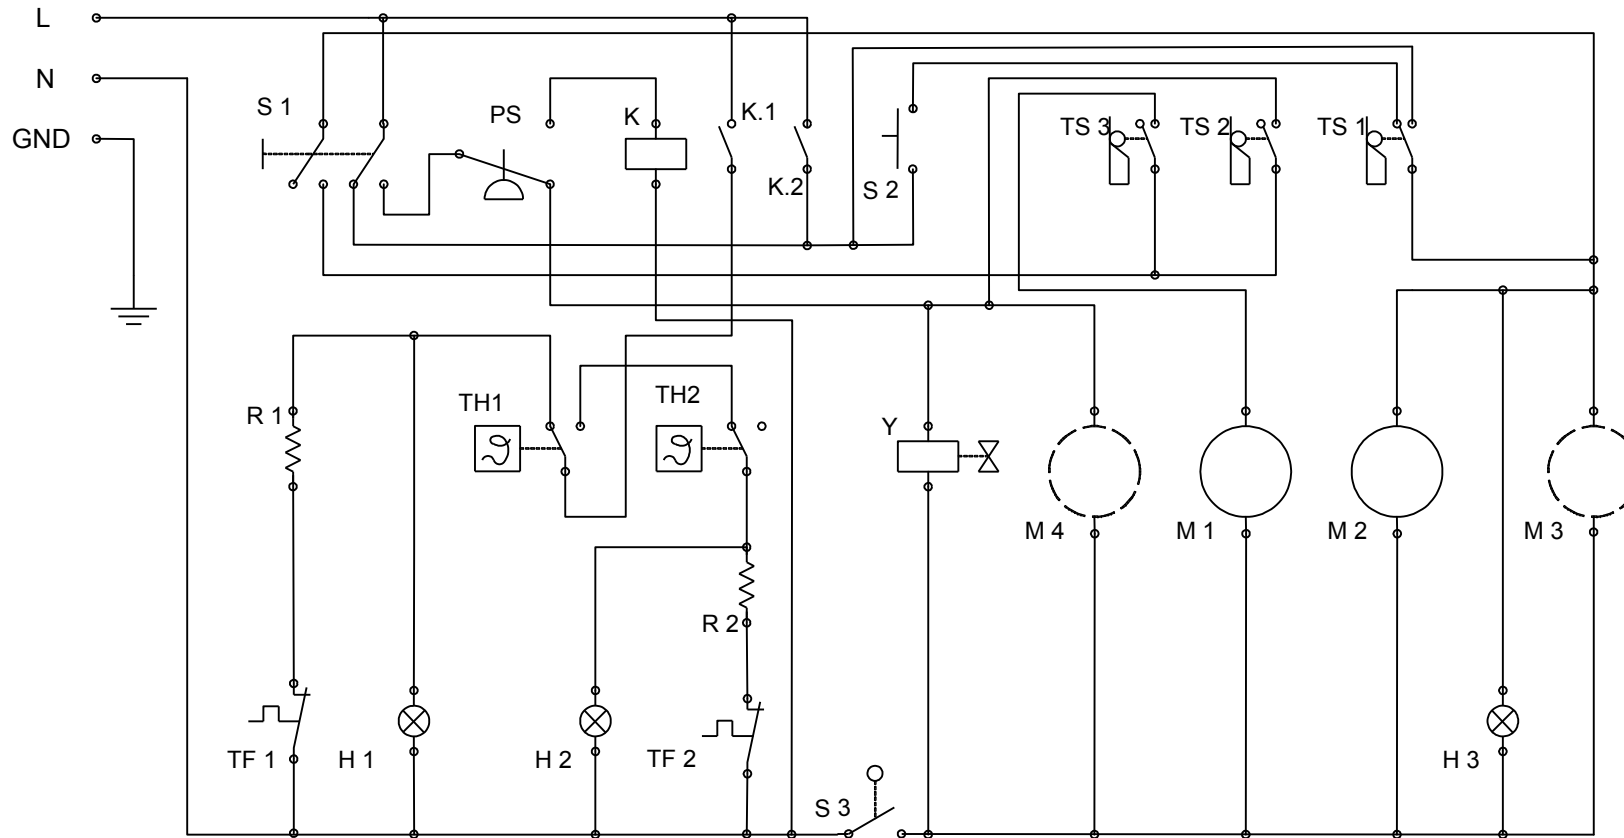 L
N
GND
S 1
PS
K
K.1
K.2
S 2
TS 3
TS 2
TS 1
R 1
TH1
TH2
Y
M 4
M 1
M 2
M 3
R 2
TF 1
H 1
H 2
TF 2
S 3
H 3